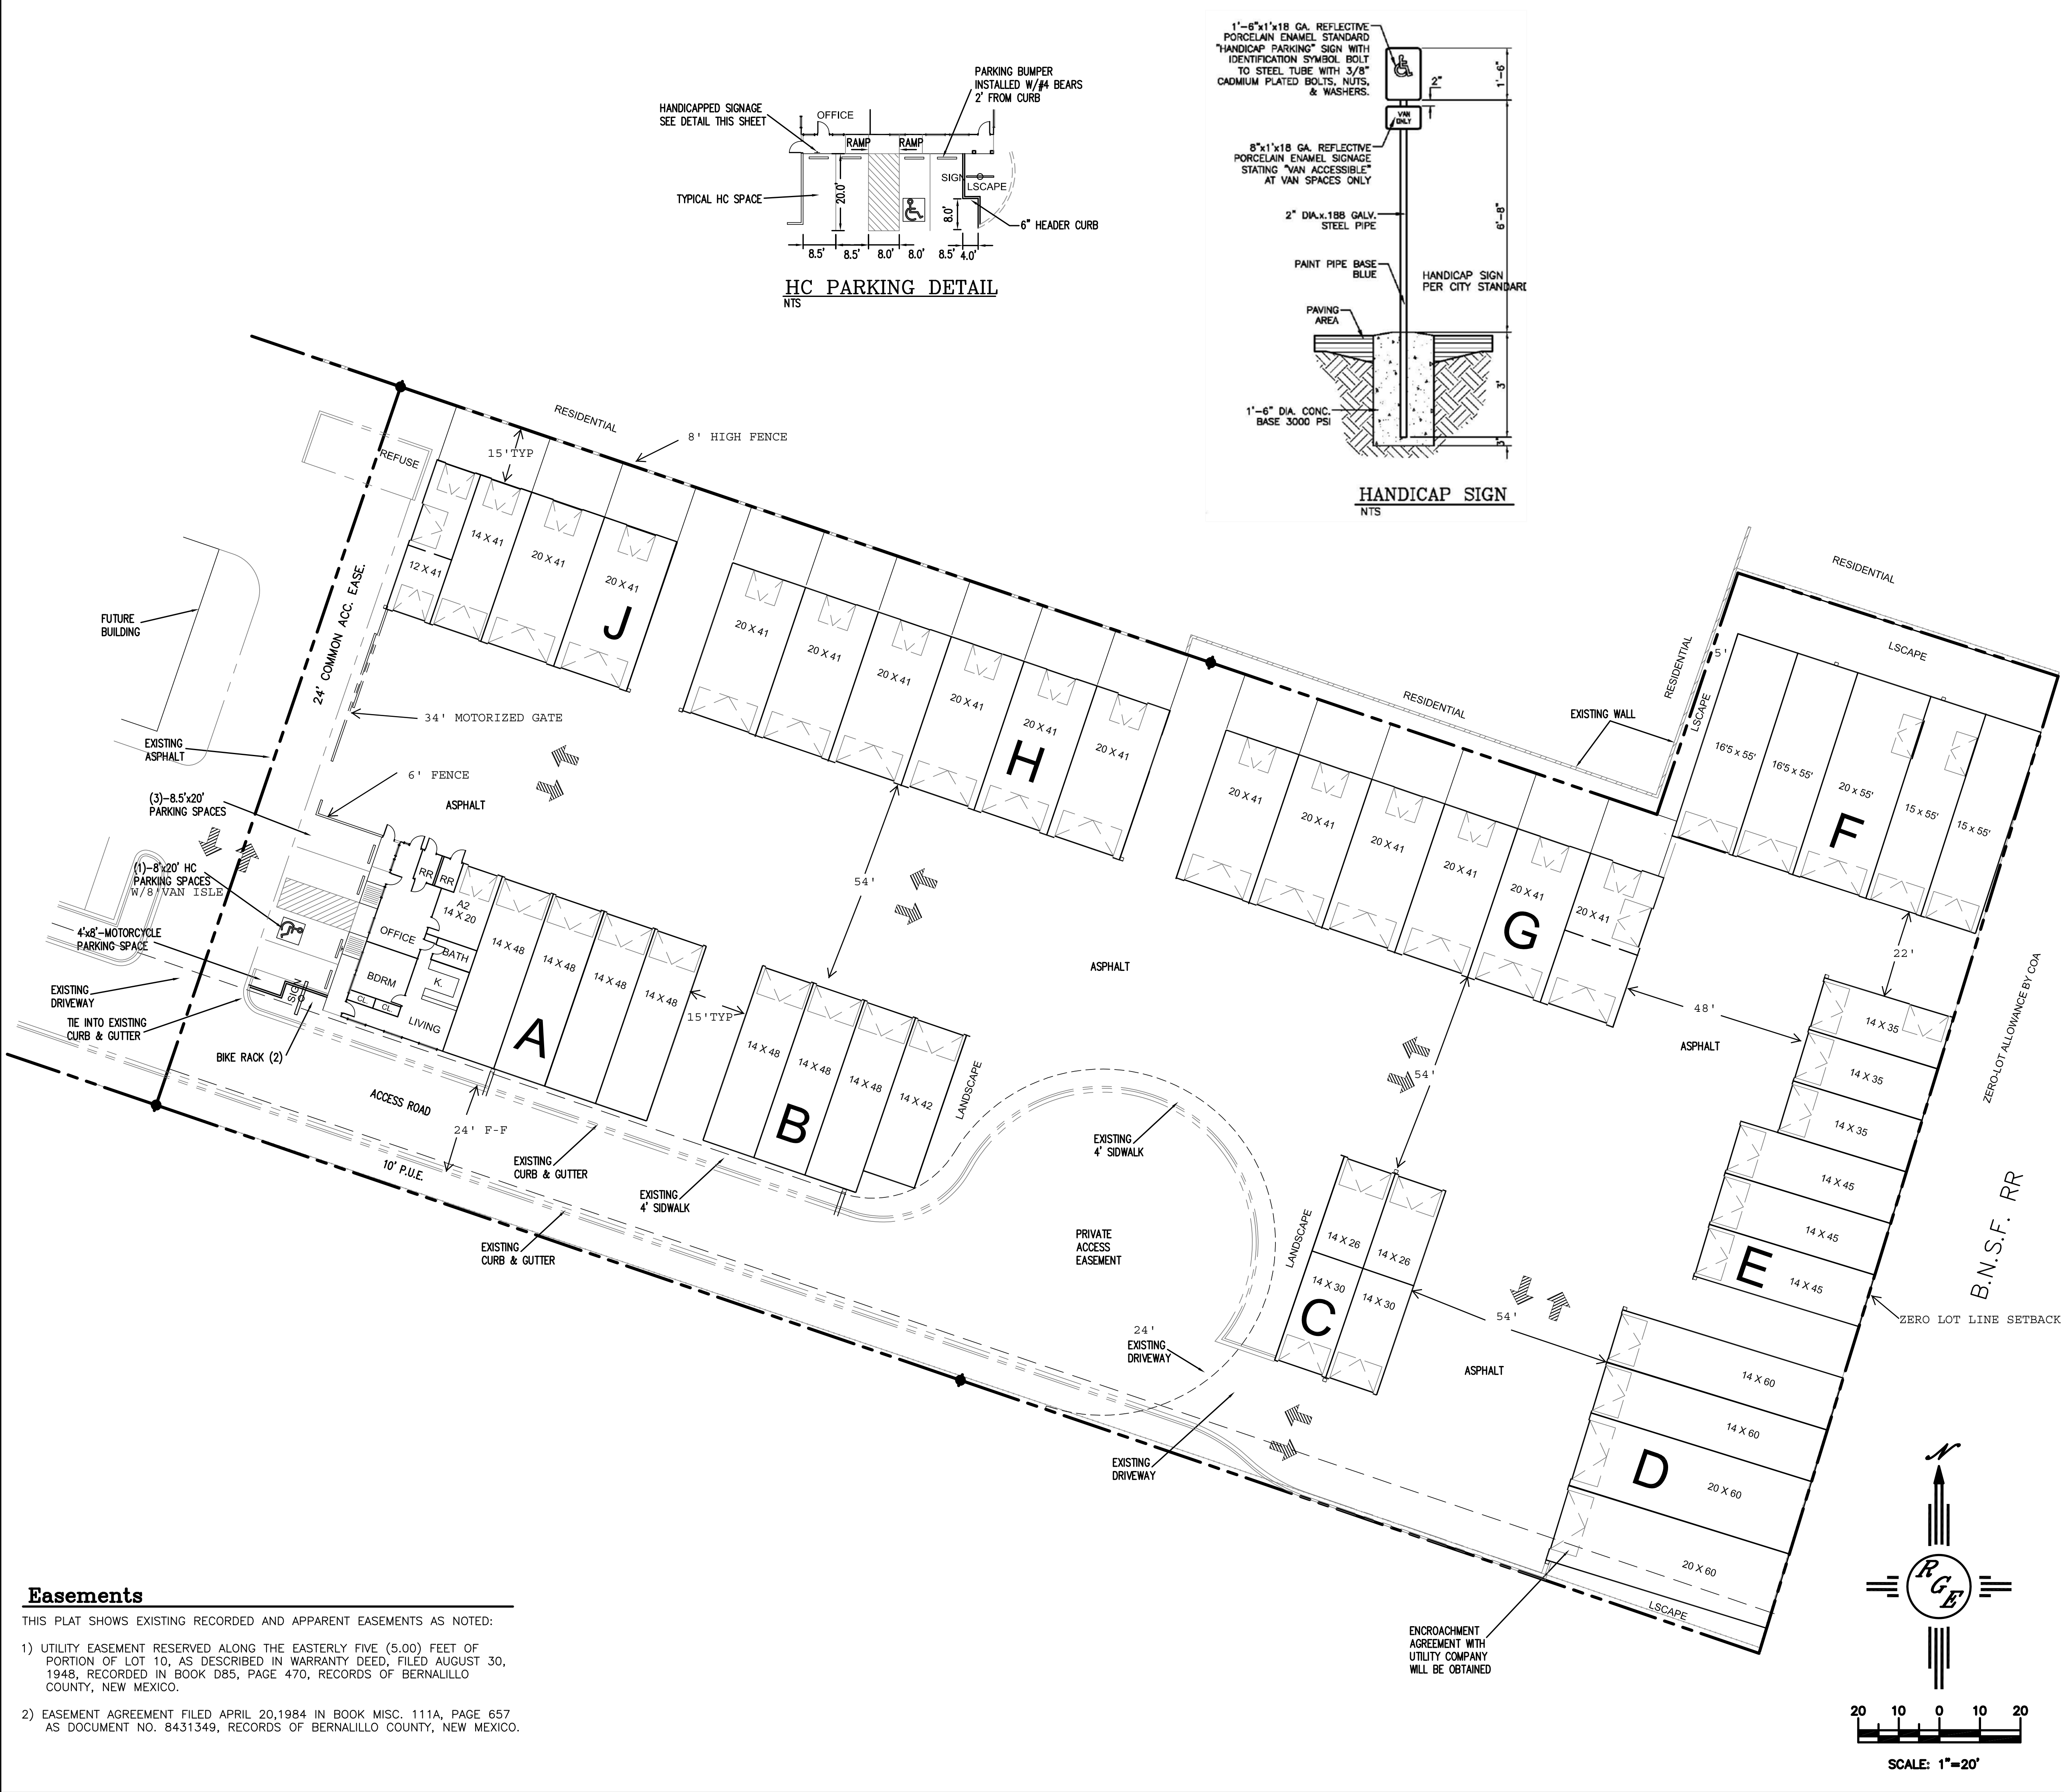 1'-6"x1'x18 GA. REFLECTIVE
PORCELAIN ENAMEL STANDARD
"HANDICAP PARKING" SIGN WITH
IDENTIFICATION SYMBOL BOLT
TO STEEL TUBE WITH 3/8"
CADMIUM PLATED BOLTS, NUTS,
& WASHERS.
2"
1'-6"
VAN
ONLY
8"x1'x18 GA. REFLECTIVE
PORCELAIN ENAMEL SIGNAGE
STATING "VAN ACCESSIBLE"
AT VAN SPACES ONLY
2" DIA.x.188 GALV.
STEEL PIPE
6'-8"
PAINT PIPE BASE
BLUE
HANDICAP SIGN
PER CITY STANDARD
PAVING
AREA
3'
1'-6" DIA. CONC.
BASE 3000 PSI
3"
HANDICAP SIGN
NTS
PARKING BUMPER
INSTALLED W/#4 BEARS
2' FROM CURB
HANDICAPPED SIGNAGE
SEE DETAIL THIS SHEET
OFFICE
RAMP
RAMP
TYPICAL HC SPACE
20.0'
SIGN
LSCAPE
8.0'
6" HEADER CURB
8.5'
8.5'
8.0'
8.0'
8.5'
4.0'
HC PARKING DETAIL
NTS
RESIDENTIAL
8' HIGH FENCE
15'TYP
REFUSE
14 X 41
12 X 41
20 X 41
20 X 41
J
FUTURE
BUILDING
24' COMMON ACC. EASE.
34' MOTORIZED GATE
EXISTING
ASPHALT
6' FENCE
ASPHALT
(3)-8.5'x20'
PARKING SPACES
(1)-8'x20' HC
PARKING SPACES
W/8'VAN ISLE
4'x8'-MOTORCYCLE
PARKING SPACE
EXISTING
DRIVEWAY
TIE INTO EXISTING
CURB & GUTTER
BIKE RACK (2)
SIGN
20 X 41
20 X 41
20 X 41
20 X 41
20 X 41
20 X 41
H
RESIDENTIAL
EXISTING WALL
RESIDENTIAL
RESIDENTIAL
LSCAPE
5'
LSCAPE
16'5 x 55'
16'5 x 55'
20 x 55'
15 x 55'
15 x 55'
F
20 X 41
20 X 41
20 X 41
20 X 41
20 X 41
20 X 41
G
54'
RR
RR
A2
14 X 20
OFFICE
BATH
BDRM
K.
CL.
CL.
LIVING
14 X 48
14 X 48
14 X 48
14 X 48
A
15'TYP
14 X 48
14 X 48
14 X 48
14 X 42
B
LANDSCAPE
ASPHALT
22'
48'
ASPHALT
54'
14 X 35
14 X 35
14 X 35
14 X 45
14 X 45
14 X 45
E
ZERO-LOT ALLOWANCE BY COA
B.N.S.F. RR
ZERO LOT LINE SETBACK
ACCESS ROAD
24' F-F
10' P.U.E.
EXISTING
CURB & GUTTER
EXISTING
4' SIDWALK
EXISTING
CURB & GUTTER
EXISTING
4' SIDWALK
PRIVATE
ACCESS
EASEMENT
LANDSCAPE
14 X 26
14 X 26
14 X 30
14 X 30
C
54'
ASPHALT
24'
EXISTING
DRIVEWAY
EXISTING
DRIVEWAY
14 X 60
14 X 60
20 X 60
20 X 60
D
LSCAPE
ENCROACHMENT
AGREEMENT WITH
UTILITY COMPANY
WILL BE OBTAINED
N
RGE
20 10 0 10 20
SCALE: 1"=20'
Easements
THIS PLAT SHOWS EXISTING RECORDED AND APPARENT EASEMENTS AS NOTED:
1) UTILITY EASEMENT RESERVED ALONG THE EASTERLY FIVE (5.00) FEET OF
PORTION OF LOT 10, AS DESCRIBED IN WARRANTY DEED, FILED AUGUST 30,
1948, RECORDED IN BOOK D85, PAGE 470, RECORDS OF BERNALILLO
COUNTY, NEW MEXICO.
2) EASEMENT AGREEMENT FILED APRIL 20,1984 IN BOOK MISC. 111A, PAGE 657
AS DOCUMENT NO. 8431349, RECORDS OF BERNALILLO COUNTY, NEW MEXICO.